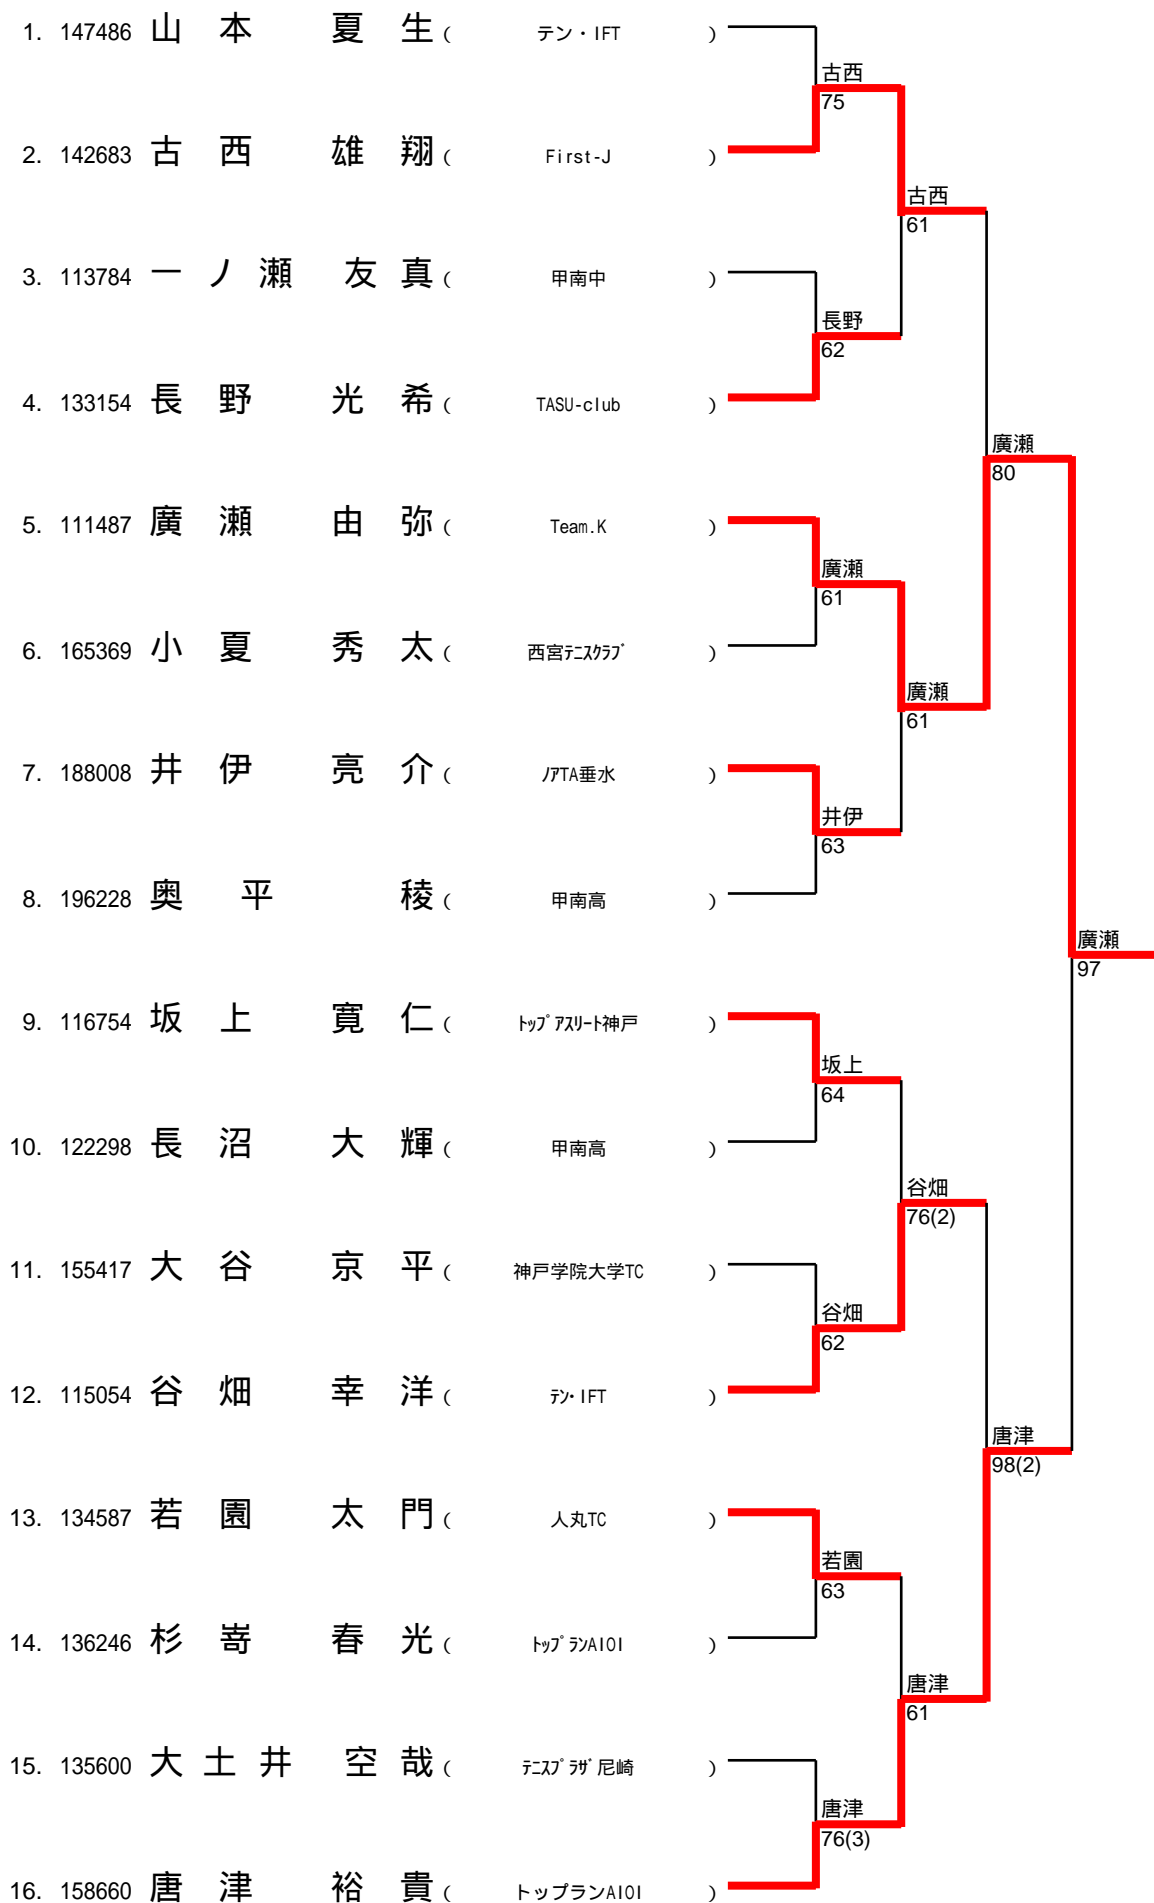 1. 147486 山本 夏生 ( テン・IFT )
古西
75
2. 142683 古西 雄翔 ( First-J )
古西
61
3. 113784 一ノ瀬 友真 ( 甲南中 )
長野
62
4. 133154 長野 光希 ( TASU-club )
廣瀬
80
5. 111487 廣瀬 由弥 ( Team.K )
廣瀬
61
6. 165369 小夏 秀太 ( 西宮ﾃﾆｽｸﾗﾌﾞ )
廣瀬
61
7. 188008 井伊 亮介 ( ﾉｱTA垂水 )
井伊
63
8. 196228 奥平 稜 ( 甲南高 )
廣瀬
97
9. 116754 坂上 寛仁 ( ﾄｯﾌﾟｱｽﾘｰﾄ神戸 )
坂上
64
10. 122298 長沼 大輝 ( 甲南高 )
谷畑
76(2)
11. 155417 大谷 京平 ( 神戸学院大学TC )
谷畑
62
12. 115054 谷畑 幸洋 ( ﾃﾝ・IFT )
唐津
98(2)
13. 134587 若園 太門 ( 人丸TC )
若園
63
14. 136246 杉嵜 春光 ( ﾄｯﾌﾟﾗﾝAIOI )
唐津
61
15. 135600 大土井 空哉 ( ﾃﾆｽﾌﾟﾗｻﾞ尼崎 )
唐津
76(3)
16. 158660 唐津 裕貴 ( トップランAIOI )